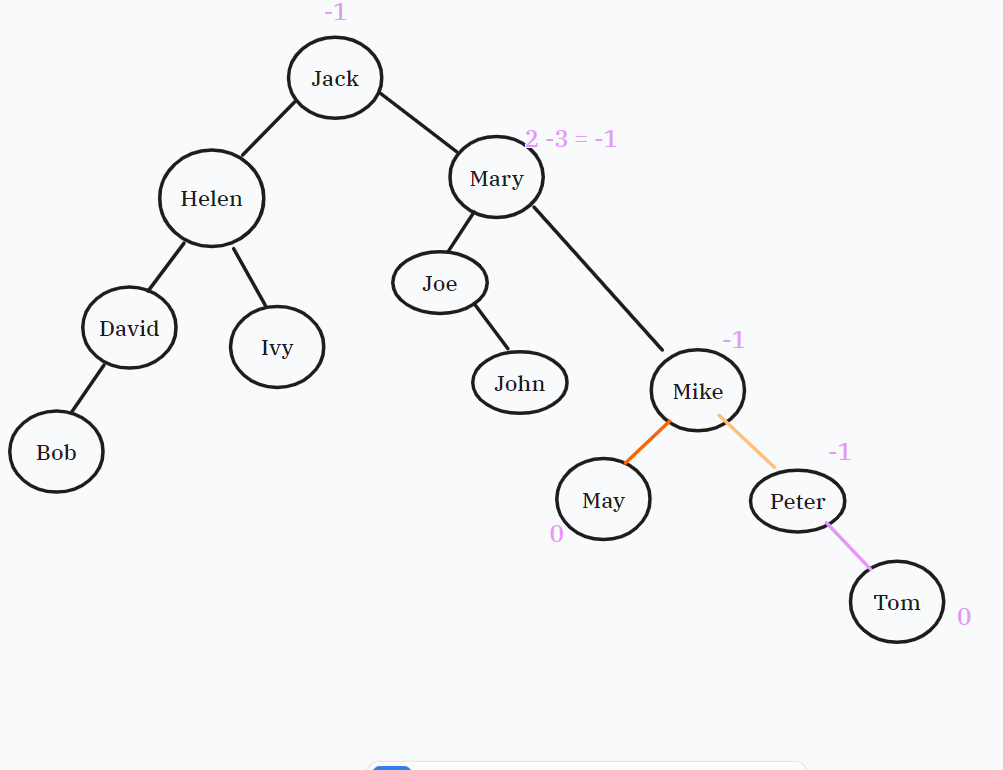 -1
Jack
2 -3 = -1
Mary
Helen
Joe
David
Ivy
-1
John
Mike
Bob
-1
May
Peter
0
Tom
0